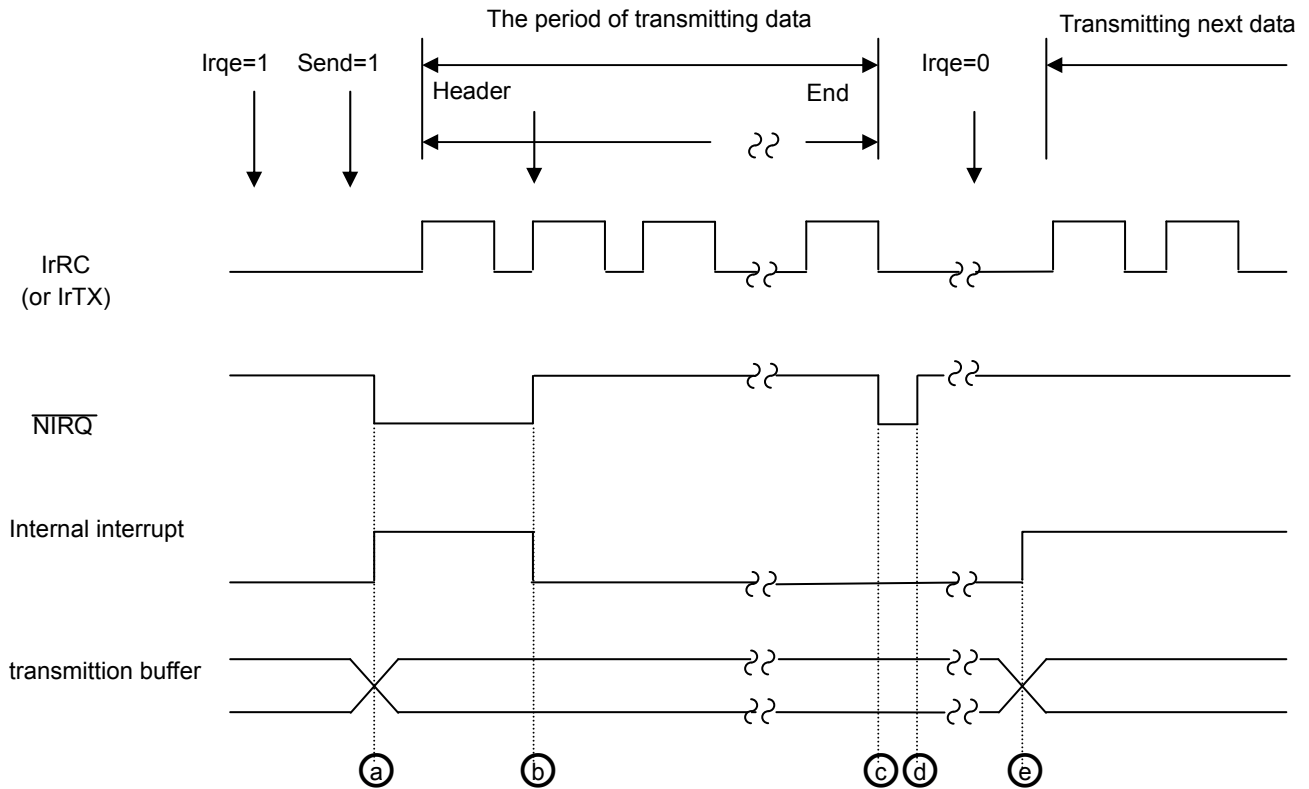 The period of transmitting data
Transmitting next data
Irqe=1 Send=1
Irqe=0
Header
End
IrRC
(or IrTX)
NIRQ
Internal interrupt
transmittion buffer
a b c d e